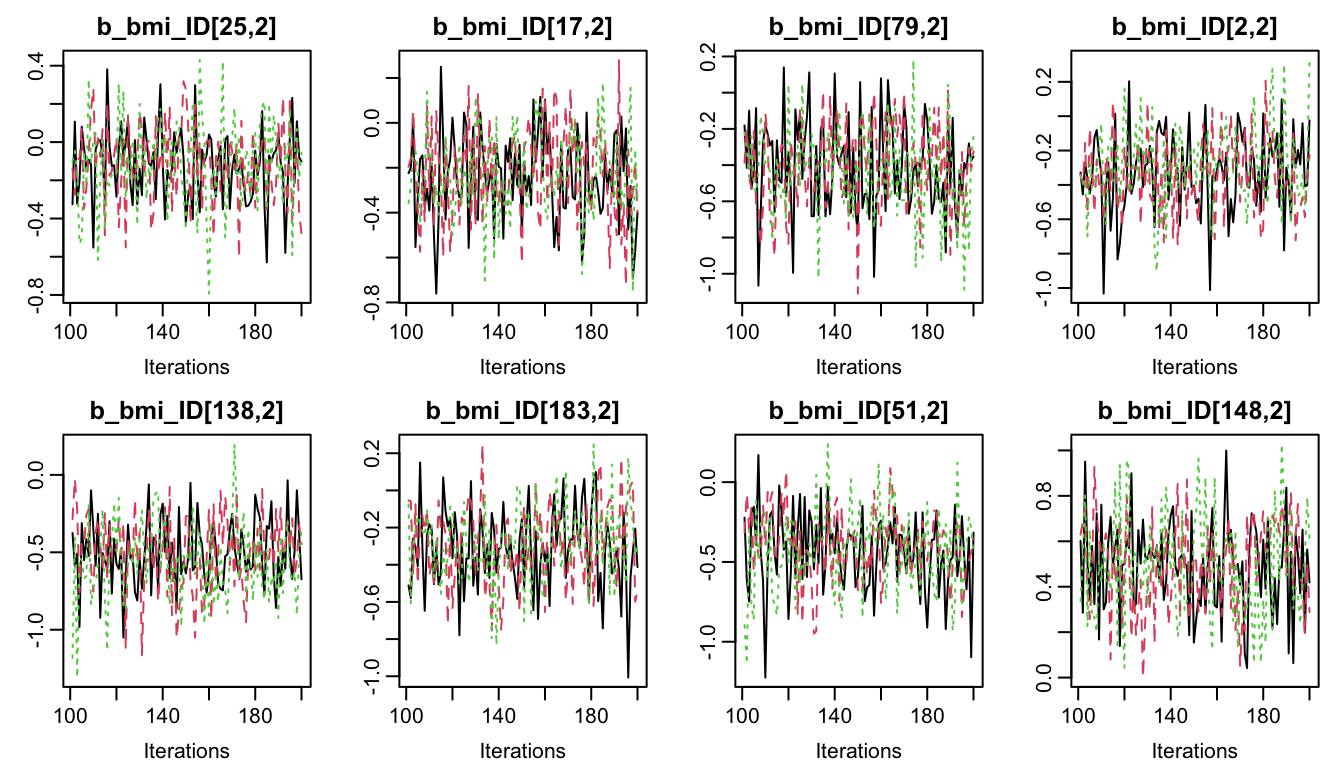 b_bmi_ID[25,2] b_bmi_ID[17,2] b_bmi_ID[79,2] b_bmi_ID[2,2]
0.4 0.0 -0.4 -0.8
0.0 -0.4 -0.8
0.2 -0.2 -0.6 -1.0
0.2 -0.2 -0.6 -1.0
100 140 180 100 140 180 100 140 180 100 140 180
Iterations Iterations Iterations Iterations
b_bmi_ID[138,2] b_bmi_ID[183,2] b_bmi_ID[51,2] b_bmi_ID[148,2]
0.0 -0.5 -1.0
0.2 -0.2 -0.6 -1.0
0.0 -0.5 -1.0
0.8 0.4 0.0
100 140 180 100 140 180 100 140 180 100 140 180
Iterations Iterations Iterations Iterations